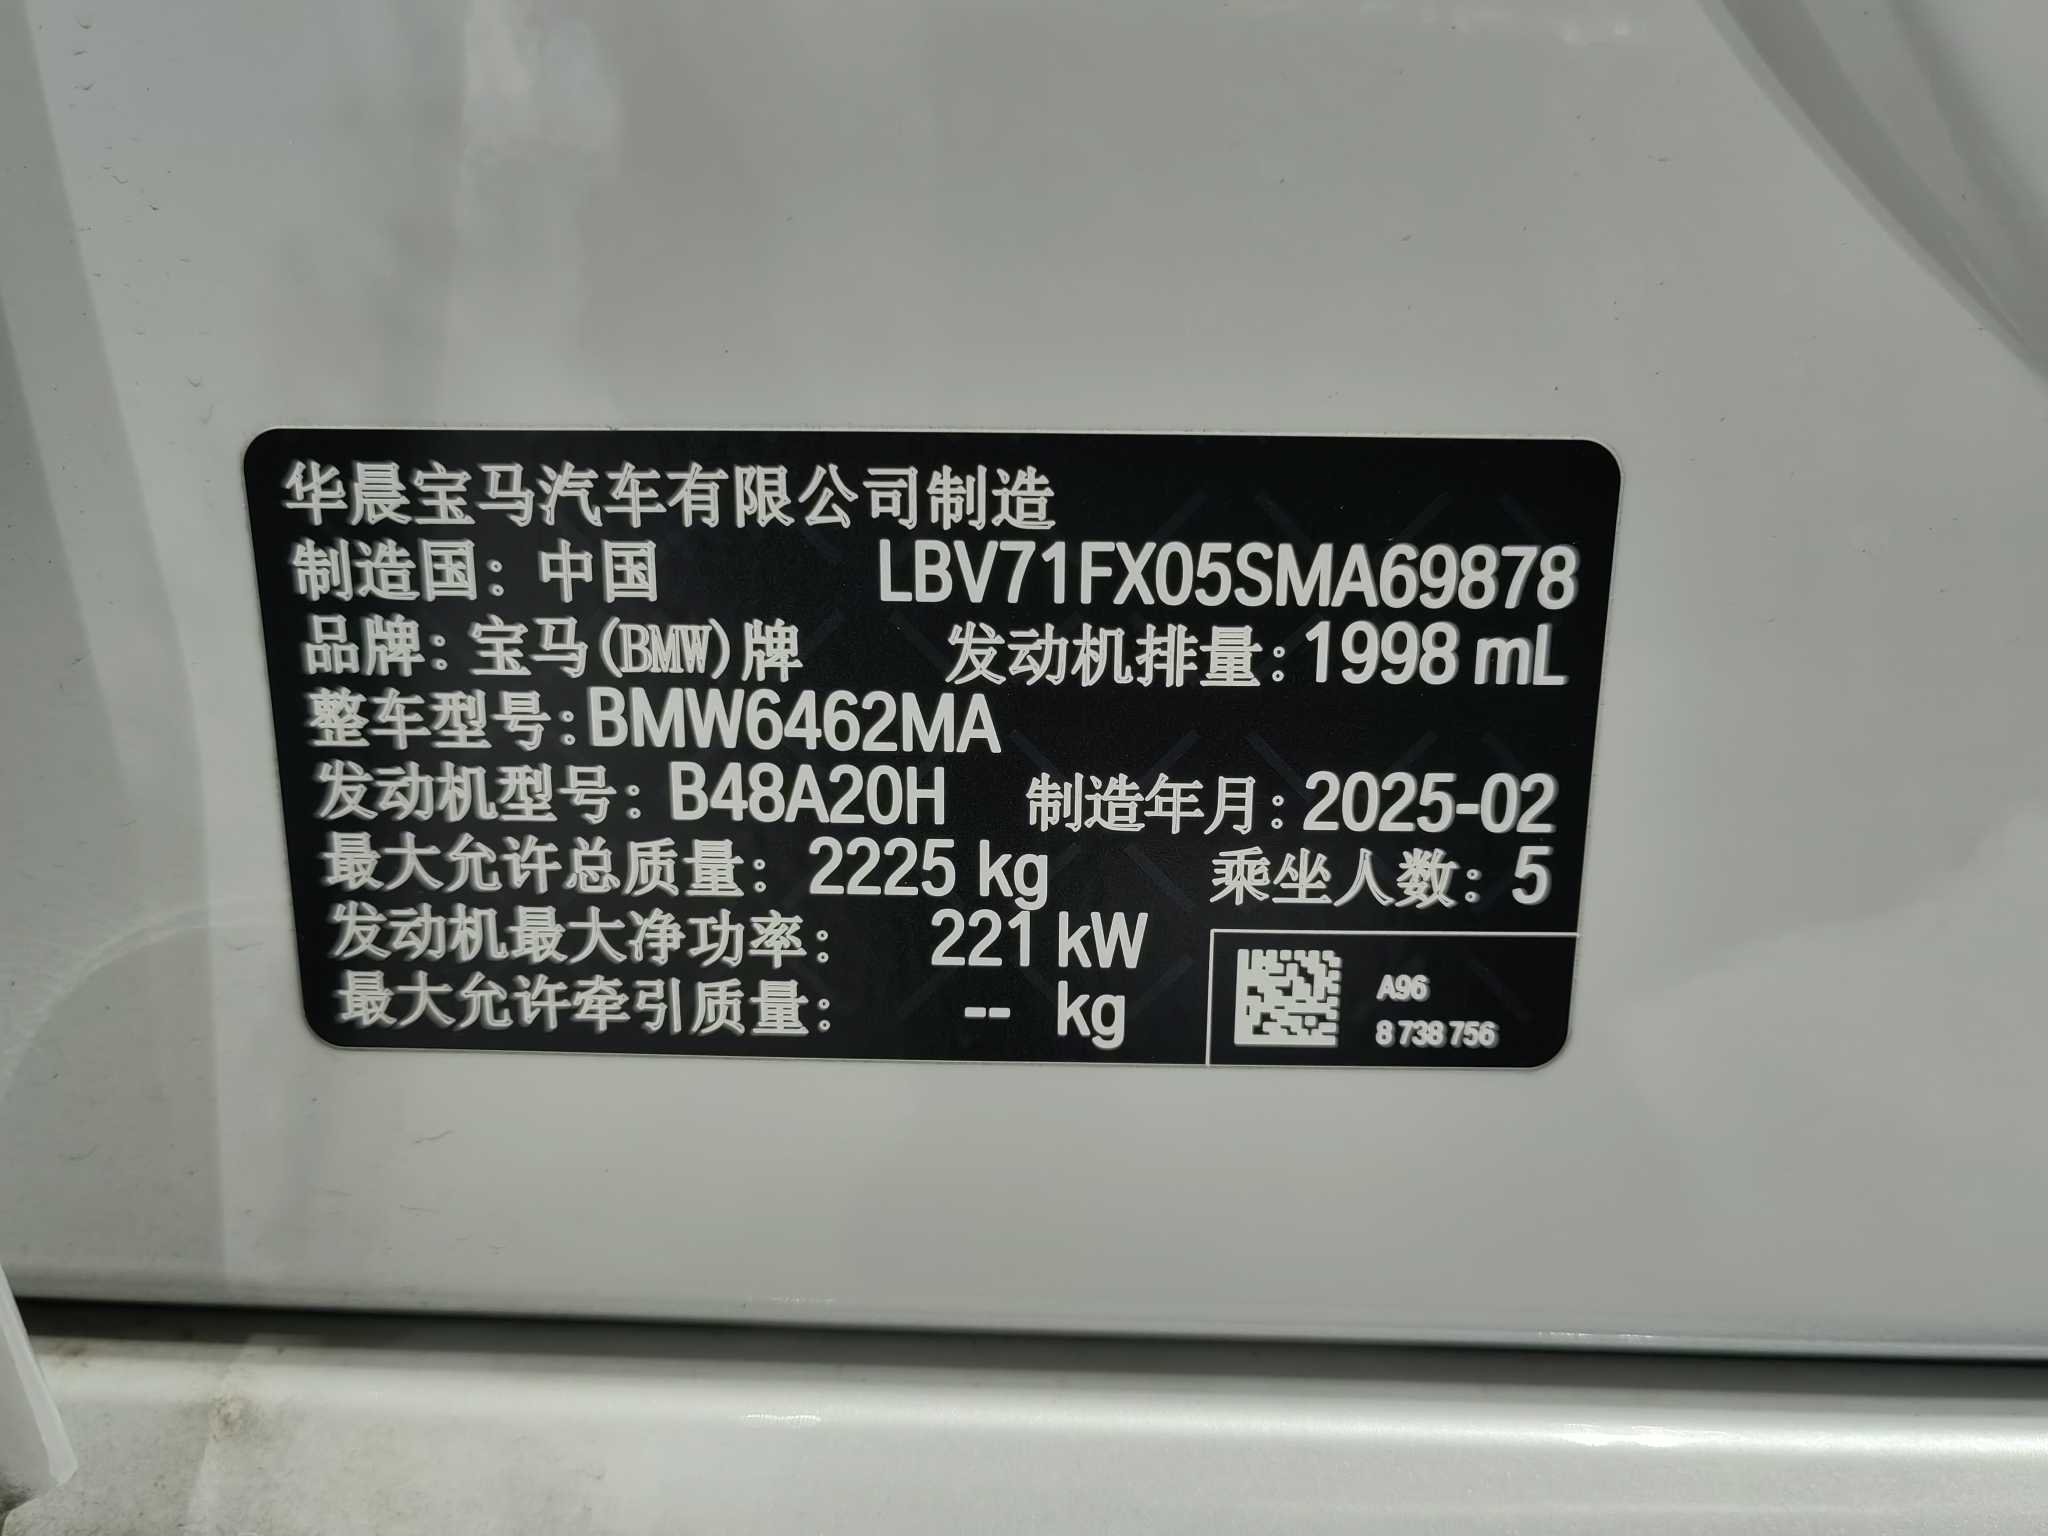 华晨宝马汽车有限公司制造
制造国：中国 LBV71FX05SMA69878
品牌：宝马(BMW)牌 发动机排量：1998 mL
整车型号：BMW6462MA
发动机型号：B48A20H 制造年月：2025-02
最大允许总质量：2225 kg 乘坐人数：5
发动机最大净功率：221 kW
最大允许牵引质量：-- kg
A96
8 738 756